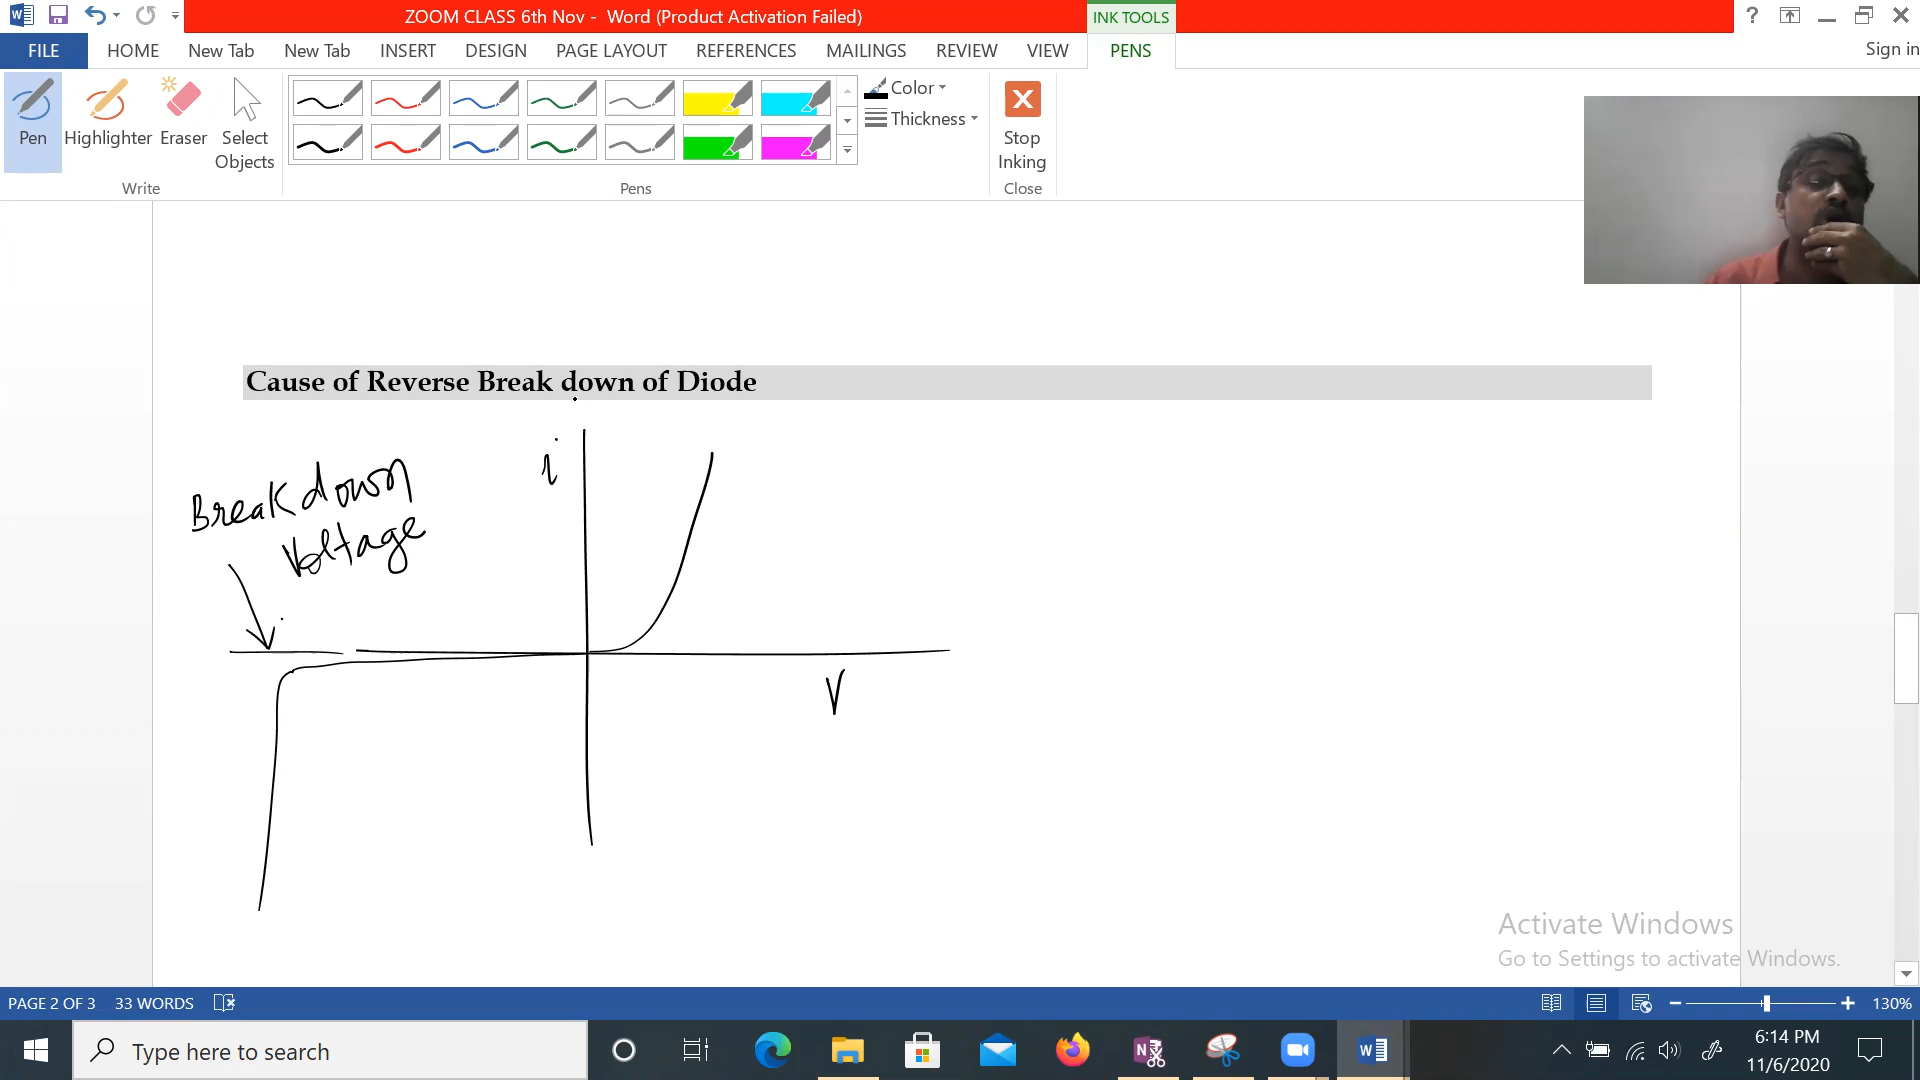 ZOOM CLASS 6th Nov - Word (Product Activation Failed)
INK TOOLS
?
FILE HOME New Tab New Tab INSERT DESIGN PAGE LAYOUT REFERENCES MAILINGS REVIEW VIEW PENS
Sign in
Pen
Highlighter
Eraser
Select Objects
Color
Thickness
Stop Inking
Write
Pens
Close
Cause of Reverse Break down of Diode
i
Breakdown
Voltage
V
Activate Windows
Go to Settings to activate Windows.
PAGE 2 OF 3 33 WORDS
130%
Type here to search
6:14 PM
11/6/2020